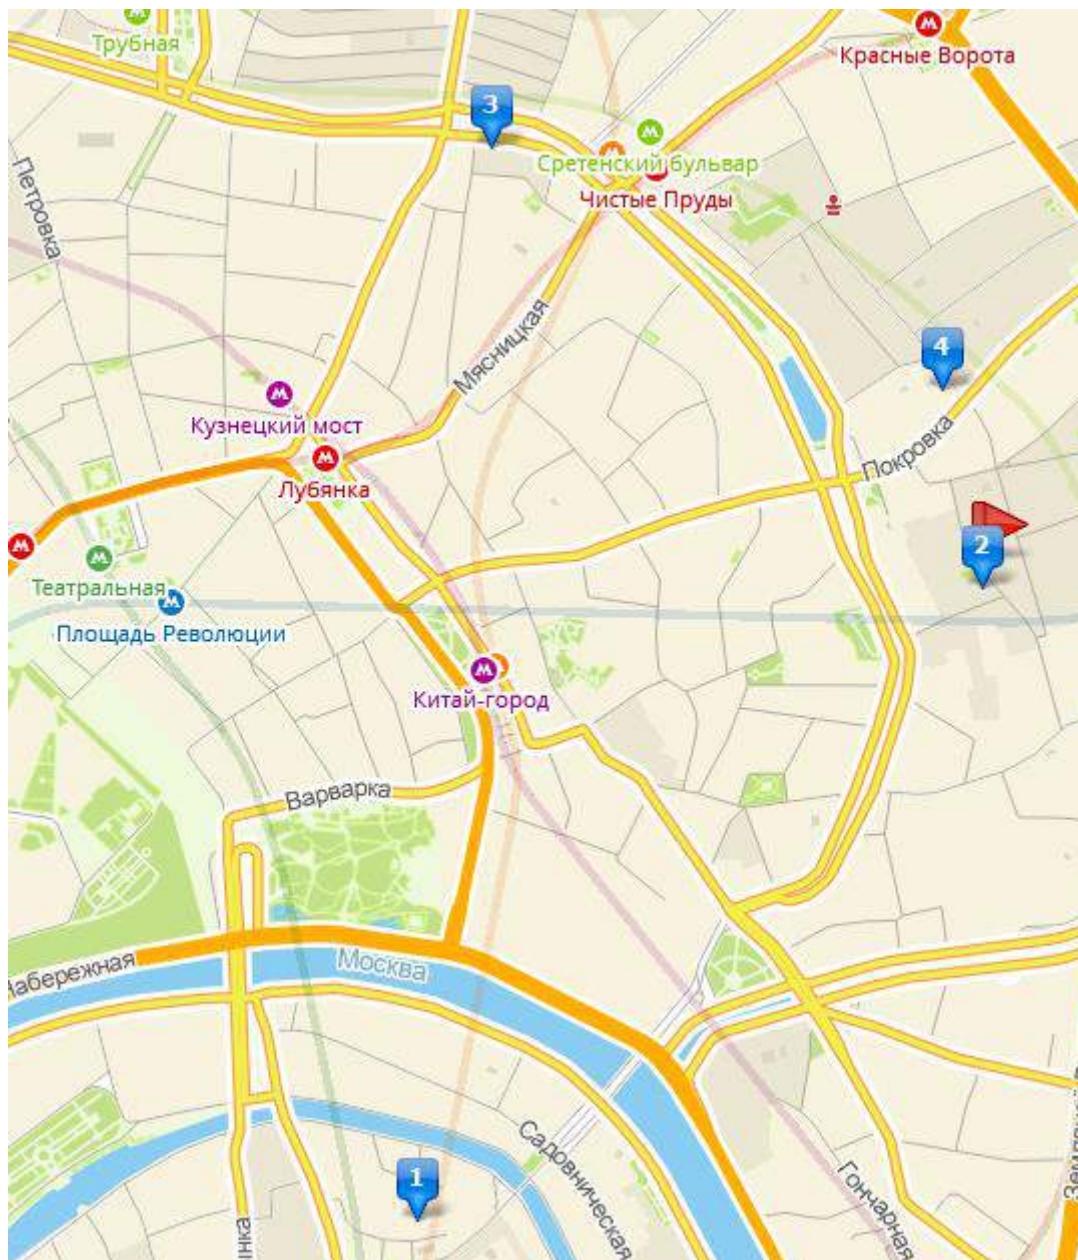 Трубная
Красные Ворота
3
Сретенский бульвар
Чистые Пруды
Петровка
Мясницкая
4
Кузнецкий мост
Покровка
Лубянка
2
Театральная
Площадь Революции
Китай-город
Варварка
Москва
Садовническая
1
Гончарная